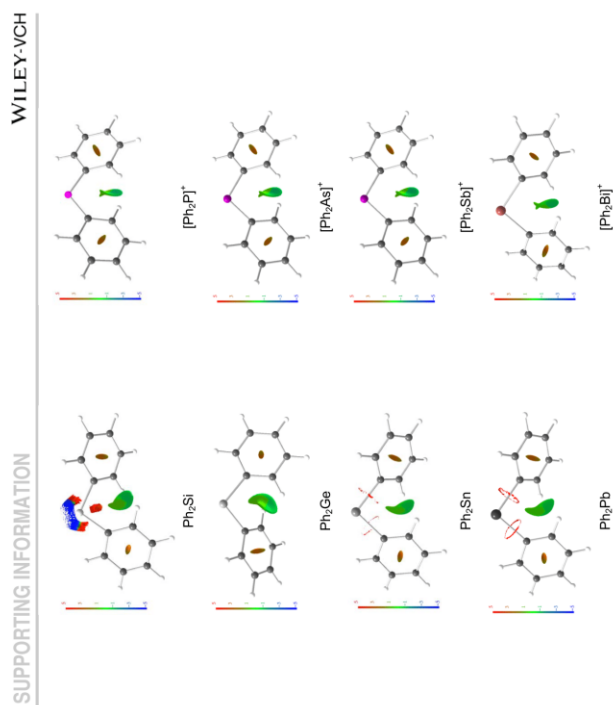 SUPPORTING INFORMATION
WILEY-VCH
Ph₂Si
[Ph₂P]⁺
Ph₂Ge
[Ph₂As]⁺
Ph₂Sn
[Ph₂Sb]⁺
Ph₂Pb
[Ph₂Bi]⁺